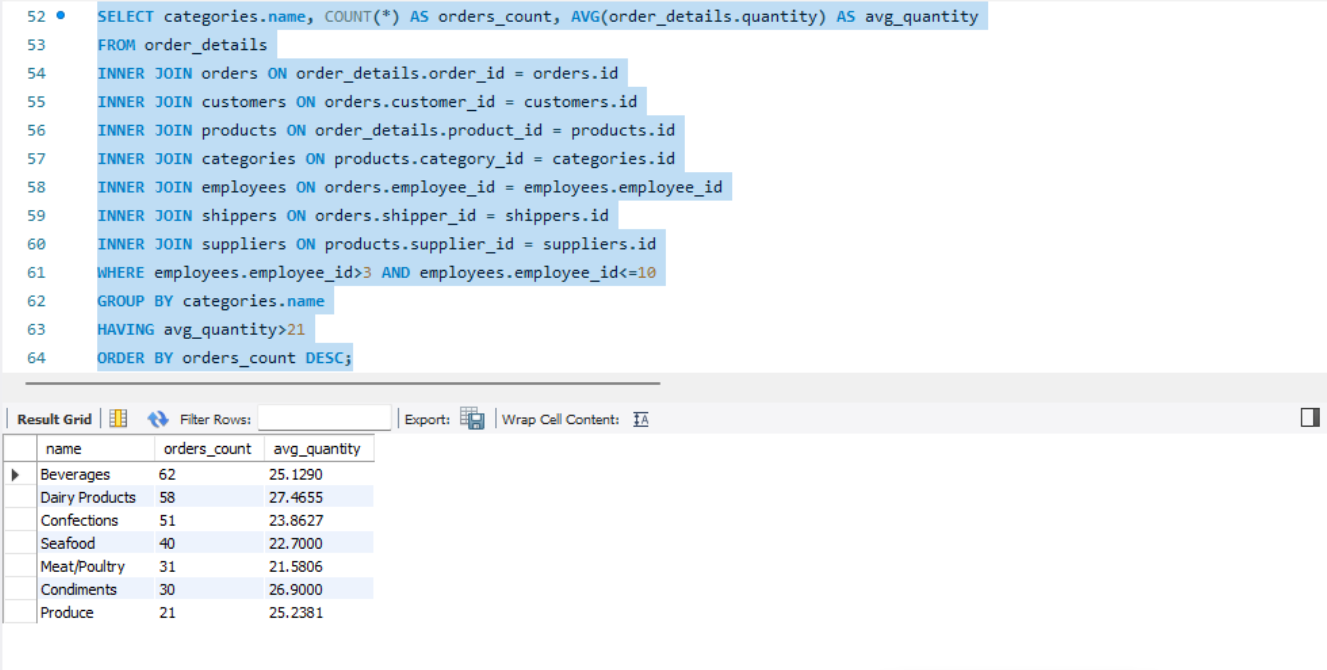 52 SELECT categories.name, COUNT(*) AS orders_count, AVG(order_details.quantity) AS avg_quantity
53 FROM order_details
54 INNER JOIN orders ON order_details.order_id = orders.id
55 INNER JOIN customers ON orders.customer_id = customers.id
56 INNER JOIN products ON order_details.product_id = products.id
57 INNER JOIN categories ON products.category_id = categories.id
58 INNER JOIN employees ON orders.employee_id = employees.employee_id
59 INNER JOIN shippers ON orders.shipper_id = shippers.id
60 INNER JOIN suppliers ON products.supplier_id = suppliers.id
61 WHERE employees.employee_id>3 AND employees.employee_id<=10
62 GROUP BY categories.name
63 HAVING avg_quantity>21
64 ORDER BY orders_count DESC;
Result Grid Filter Rows: Export: Wrap Cell Content: IA
name orders_count avg_quantity
Beverages 62 25.1290
Dairy Products 58 27.4655
Confections 51 23.8627
Seafood 40 22.7000
Meat/Poultry 31 21.5806
Condiments 30 26.9000
Produce 21 25.2381